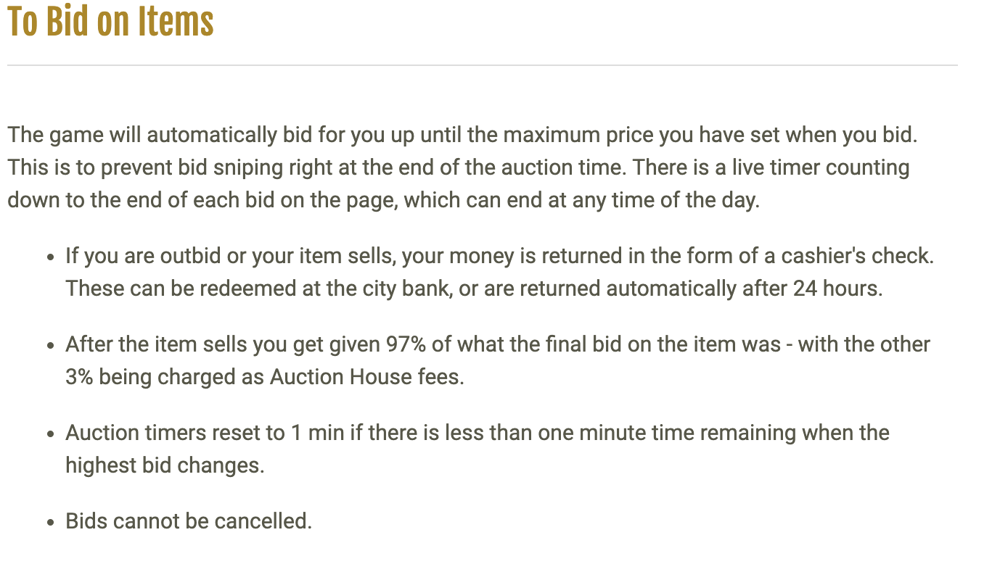 To Bid on Items
The game will automatically bid for you up until the maximum price you have set when you bid.
This is to prevent bid sniping right at the end of the auction time. There is a live timer counting
down to the end of each bid on the page, which can end at any time of the day.
• If you are outbid or your item sells, your money is returned in the form of a cashier's check.
These can be redeemed at the city bank, or are returned automatically after 24 hours.
• After the item sells you get given 97% of what the final bid on the item was - with the other
3% being charged as Auction House fees.
• Auction timers reset to 1 min if there is less than one minute time remaining when the
highest bid changes.
• Bids cannot be cancelled.